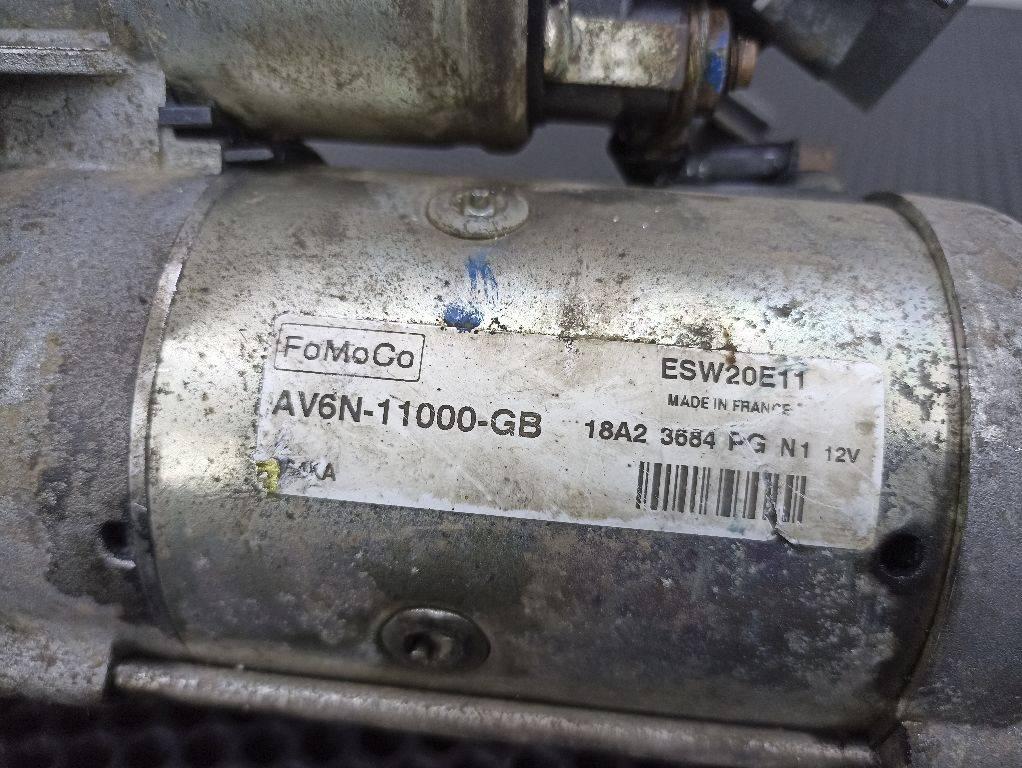 FoMoCo
ESW20E11
MADE IN FRANCE
AV6N-11000-GB
18A2 3684 PG N1 12V